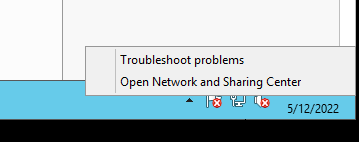 Troubleshoot problems
Open Network and Sharing Center
5/12/2022